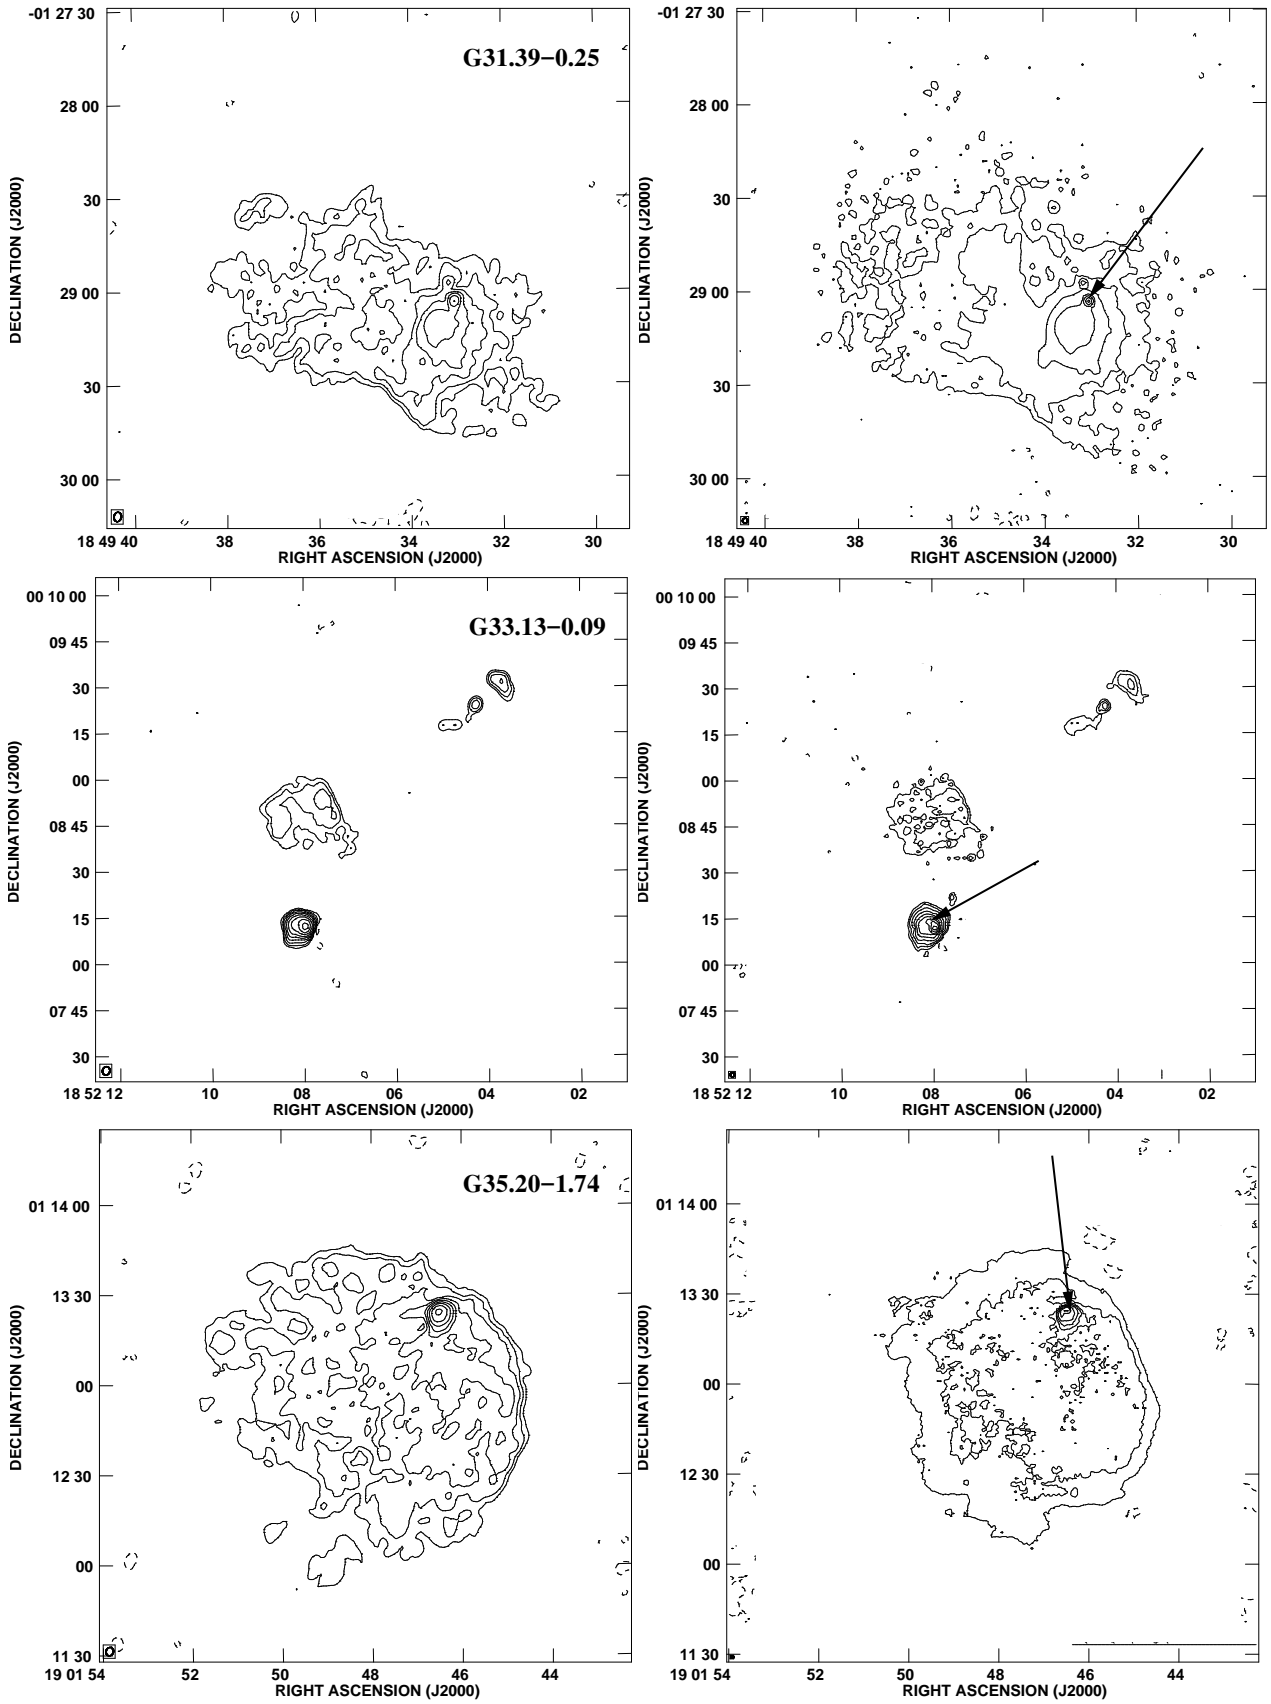 -01 27 30
G31.39−0.25
28 00
30
29 00
30
30 00
DECLINATION (J2000)
18 49 40 38 36 34 32 30
RIGHT ASCENSION (J2000)
-01 27 30
28 00
30
29 00
30
30 00
DECLINATION (J2000)
18 49 40 38 36 34 32 30
RIGHT ASCENSION (J2000)
00 10 00
G33.13−0.09
09 45
30
15
00
08 45
30
15
00
07 45
30
DECLINATION (J2000)
18 52 12 10 08 06 04 02
RIGHT ASCENSION (J2000)
00 10 00
09 45
30
15
00
08 45
30
15
00
07 45
30
DECLINATION (J2000)
18 52 12 10 08 06 04 02
RIGHT ASCENSION (J2000)
G35.20−1.74
01 14 00
13 30
00
12 30
00
11 30
DECLINATION (J2000)
19 01 54 52 50 48 46 44
RIGHT ASCENSION (J2000)
01 14 00
13 30
00
12 30
00
11 30
DECLINATION (J2000)
19 01 54 52 50 48 46 44
RIGHT ASCENSION (J2000)